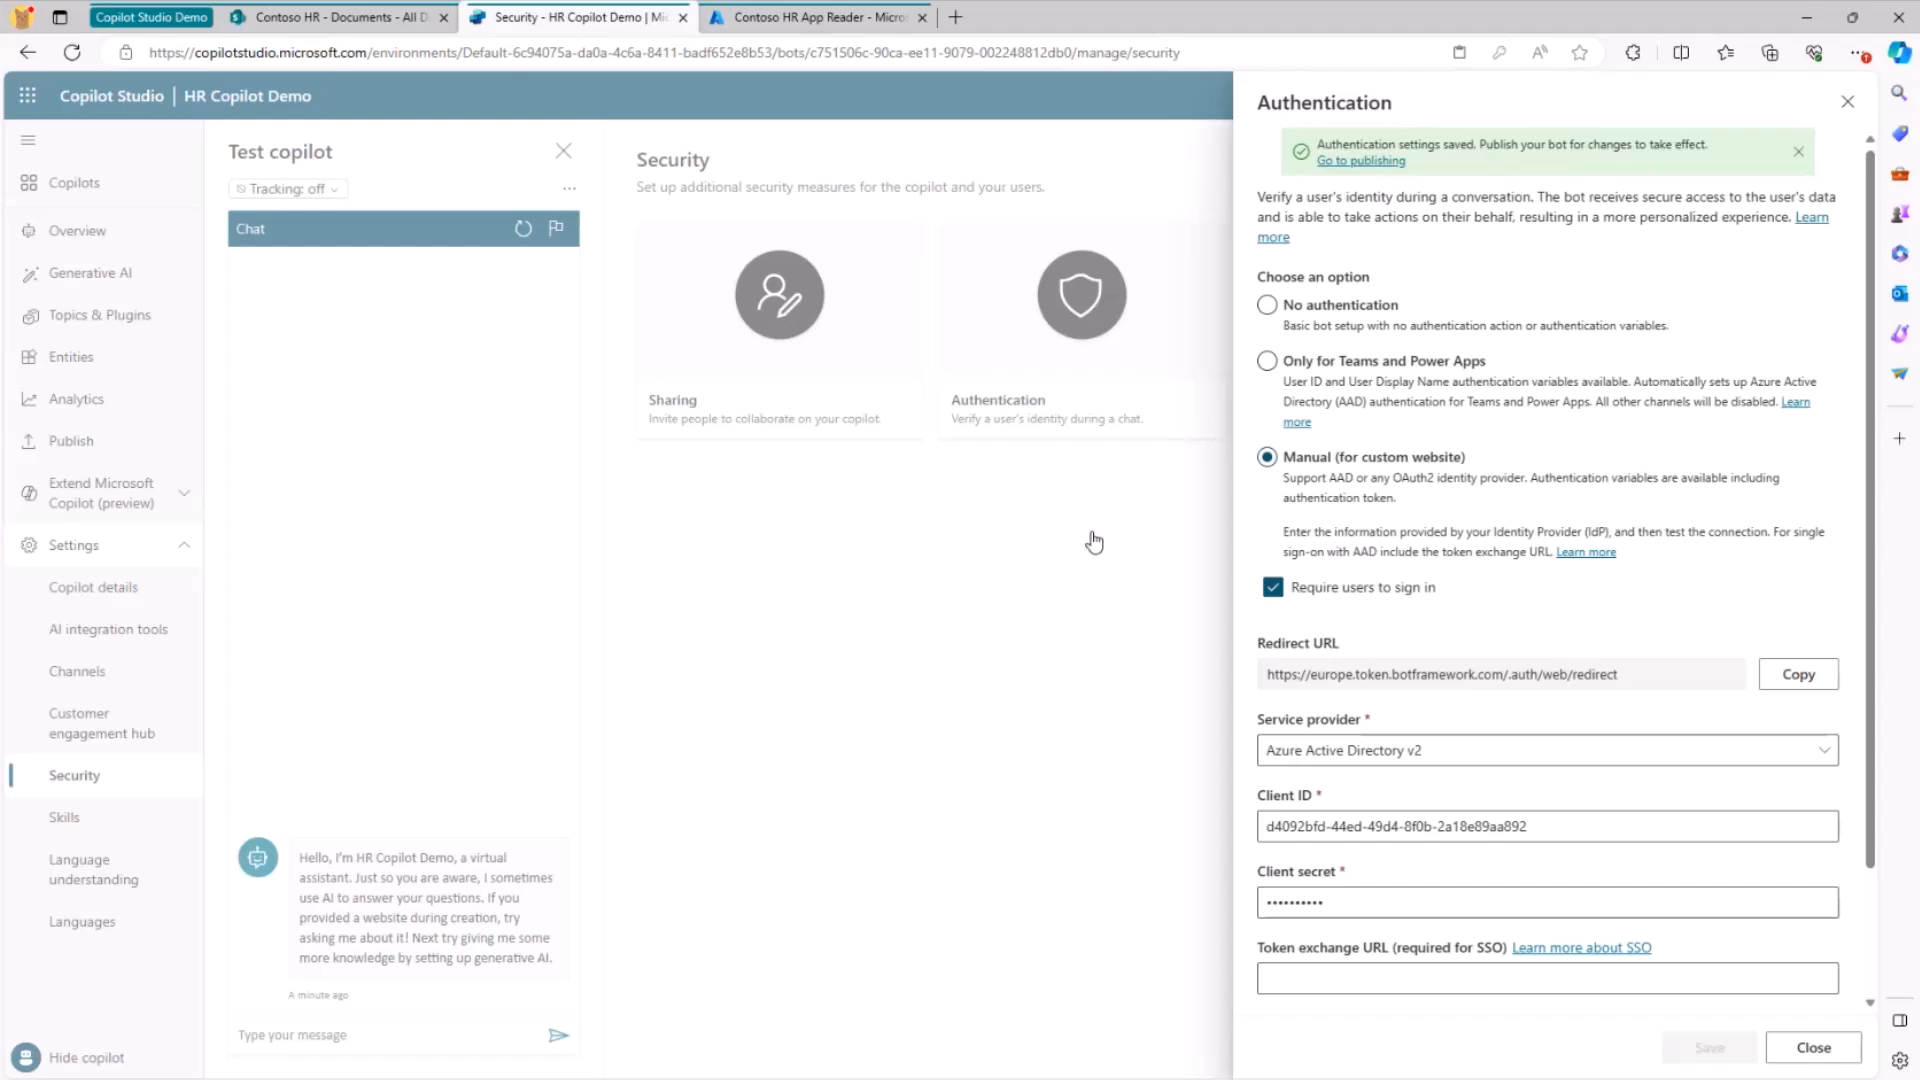 Copilot Studio Demo
Contoso HR - Documents - All D
Security - HR Copilot Demo | Mic
Contoso HR App Reader - Micro
https://copilotstudio.microsoft.com/environments/Default-6c94075a-da0a-4c6a-8411-badf652e8b53/bots/c751506c-90ca-ee11-9079-002248812db0/manage/security
Copilot Studio | HR Copilot Demo
Copilots
Overview
Generative AI
Topics & Plugins
Entities
Analytics
Publish
Extend Microsoft
Copilot (preview)
Settings
Copilot details
AI integration tools
Channels
Customer
engagement hub
Security
Skills
Language
understanding
Languages
Hide copilot
Test copilot
Tracking: off
Chat
Hello, I'm HR Copilot Demo, a virtual
assistant. Just so you are aware, I sometimes
use AI to answer your questions. If you
provided a website during creation, try
asking me about it! Next try giving me some
more knowledge by setting up generative AI.
A minute ago
Type your message
Security
Set up additional security measures for the copilot and your users.
Sharing
Invite people to collaborate on your copilot.
Authentication
Verify a user's identity during a chat.
Authentication
Authentication settings saved. Publish your bot for changes to take effect.
Go to publishing
Verify a user's identity during a conversation. The bot receives secure access to the user's data
and is able to take actions on their behalf, resulting in a more personalized experience. Learn
more
Choose an option
No authentication
Basic bot setup with no authentication action or authentication variables.
Only for Teams and Power Apps
User ID and User Display Name authentication variables available. Automatically sets up Azure Active
Directory (AAD) authentication for Teams and Power Apps. All other channels will be disabled. Learn
more
Manual (for custom website)
Support AAD or any OAuth2 identity provider. Authentication variables are available including
authentication token.
Enter the information provided by your Identity Provider (IdP), and then test the connection. For single
sign-on with AAD include the token exchange URL. Learn more
Require users to sign in
Redirect URL
https://europe.token.botframework.com/.auth/web/redirect
Copy
Service provider *
Azure Active Directory v2
Client ID *
d4092bfd-44ed-49d4-8f0b-2a18e89aa892
Client secret *
••••••••••
Token exchange URL (required for SSO) Learn more about SSO
Save
Close